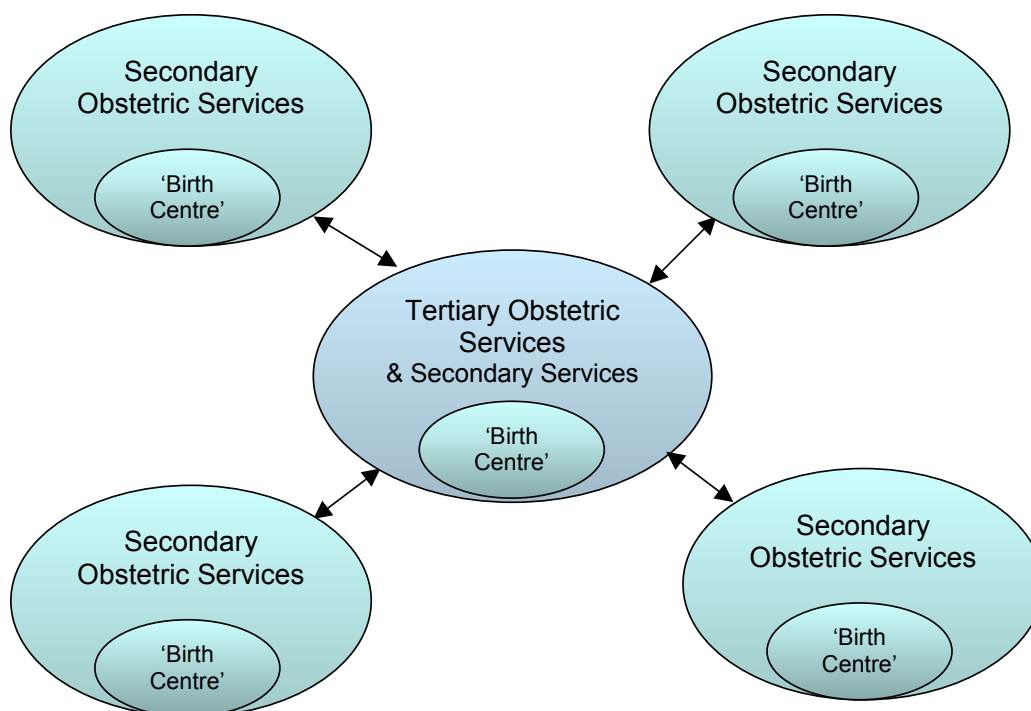 Secondary
Obstetric Services
‘Birth
Centre’
Secondary
Obstetric Services
‘Birth
Centre’
Tertiary Obstetric
Services
& Secondary Services
‘Birth
Centre’
Secondary
Obstetric Services
‘Birth
Centre’
Secondary
Obstetric Services
‘Birth
Centre’